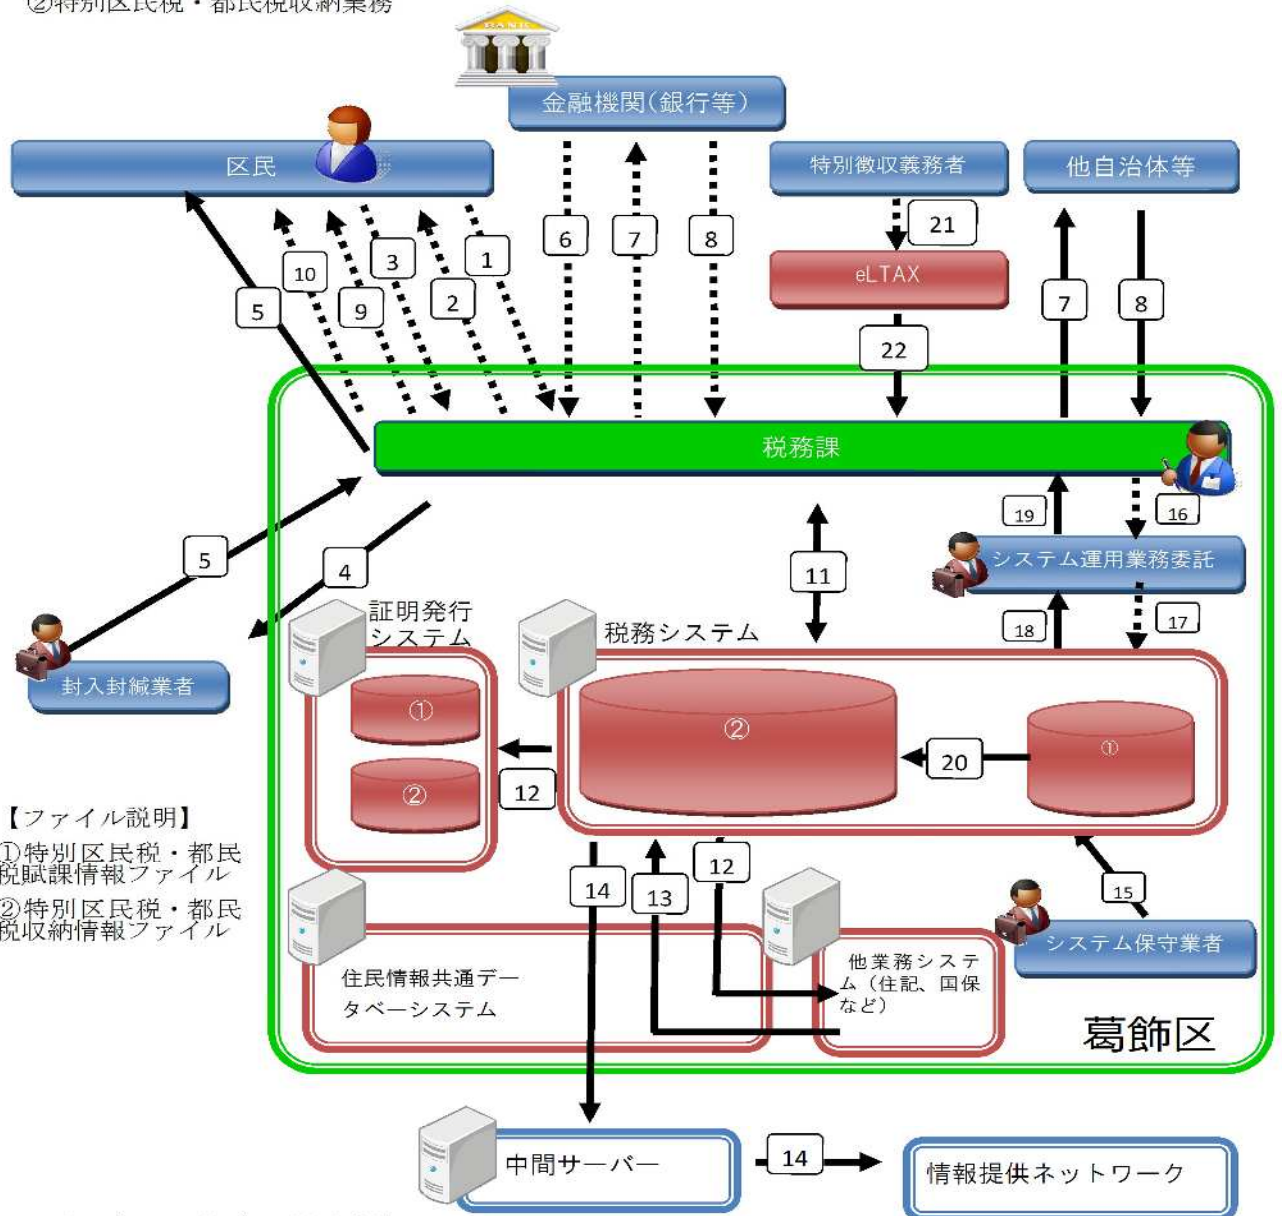 ②特別区民税・都民税収納業務
BANK
金融機関(銀行等)
区民
特別徴収義務者
他自治体等
21
eLTAX
10
3
1
6
7
8
5
9
2
7
8
22
税務課
19
16
5
4
11
システム運用業務委託
18
17
証明発行
システム
税務システム
封入封緘業者
①
②
①
20
②
12
【ファイル説明】
①特別区民税・都民
税賦課情報ファイル
②特別区民税・都民
税収納情報ファイル
14
13
12
15
システム保守業者
住民情報共通デー
タベーシステム
他業務システ
ム（住記、国保
など）
葛飾区
中間サーバー
14
情報提供ネットワーク